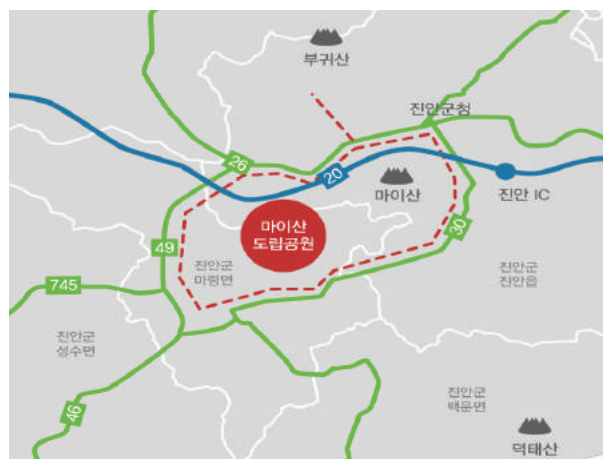 부귀산
진안군청
26
20
마이산
진안 IC
마이산
도립공원
49
30
진안군
마령면
진안군
진안읍
745
진안군
성수면
진안군
백운면
46
덕태산